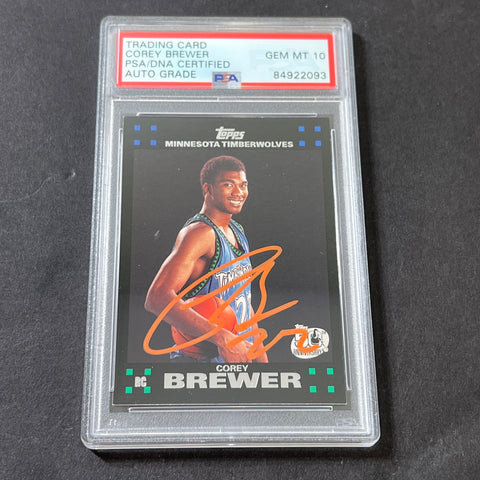 TRADING CARD
COREY BREWER GEM MT 10
PSA/DNA CERTIFIED
AUTO GRADE PSA 84922093
Topps
MINNESOTA TIMBERWOLVES
COREY
RC BREWER